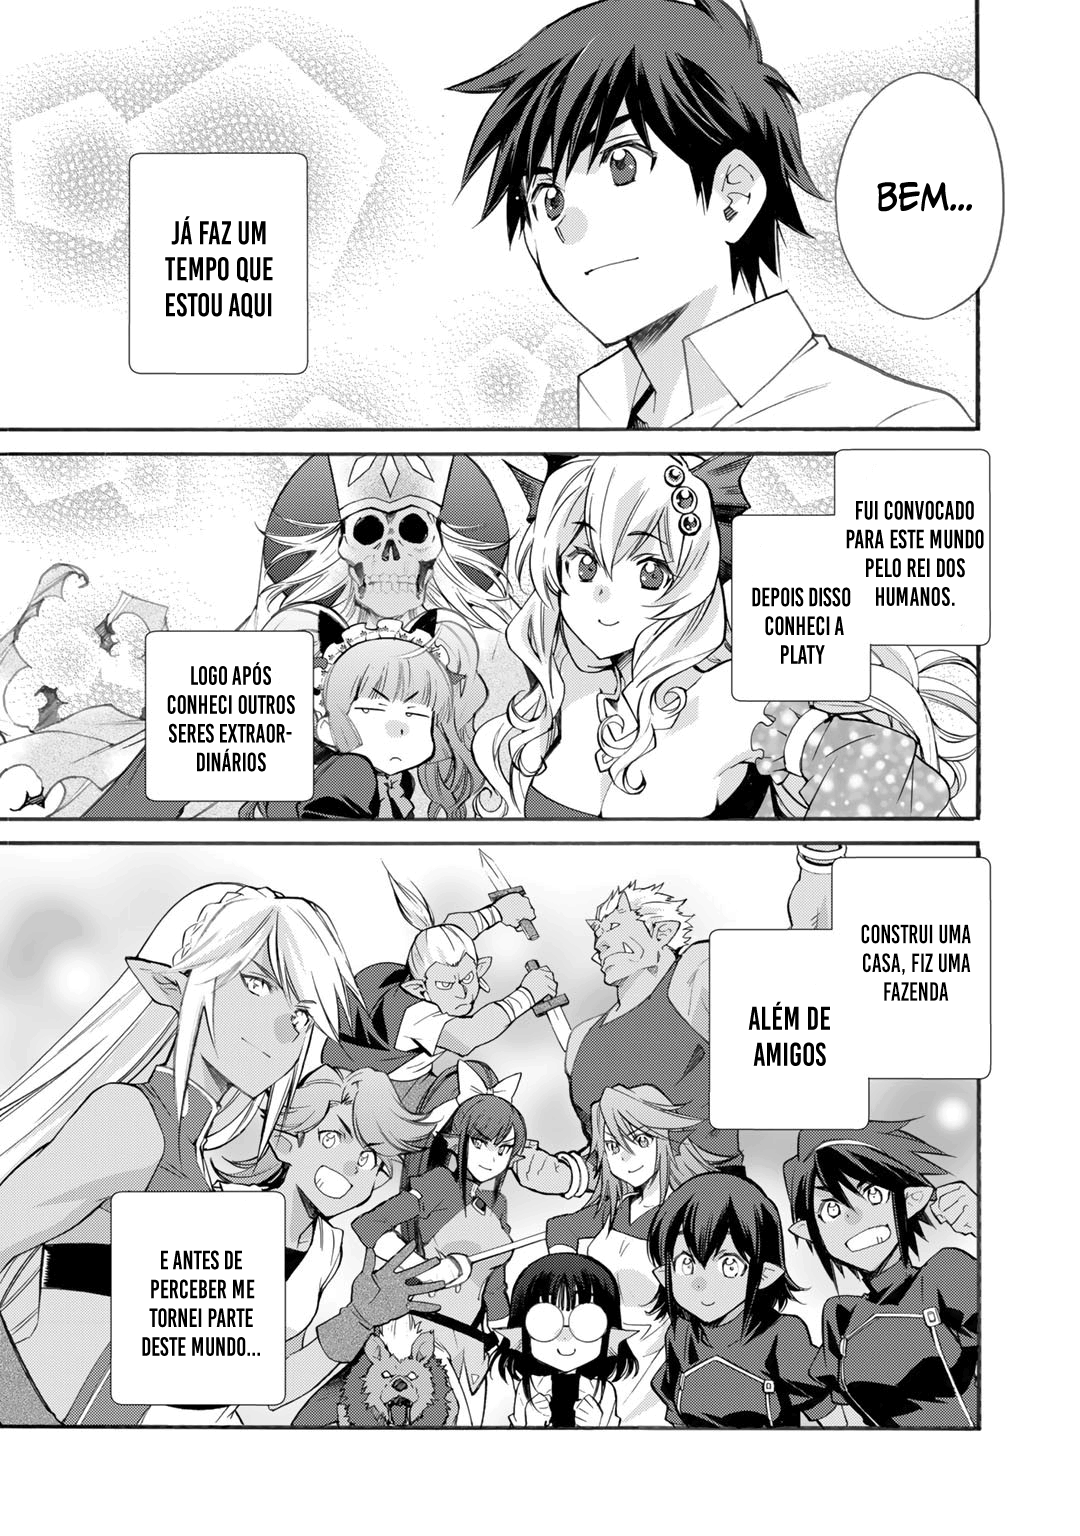 BEM...
JÁ FAZ UM
TEMPO QUE
ESTOU AQUI
FUI CONVOCADO
PARA ESTE MUNDO
PELO REI DOS
HUMANOS.
DEPOIS DISSO
CONHECI A
PLATY
LOGO APÓS
CONHECI OUTROS
SERES EXTRAOR-
DINÁRIOS
CONSTRUI UMA
CASA, FIZ UMA
FAZENDA
ALÉM DE
AMIGOS
E ANTES DE
PERCEBER ME
TORNEI PARTE
DESTE MUNDO...